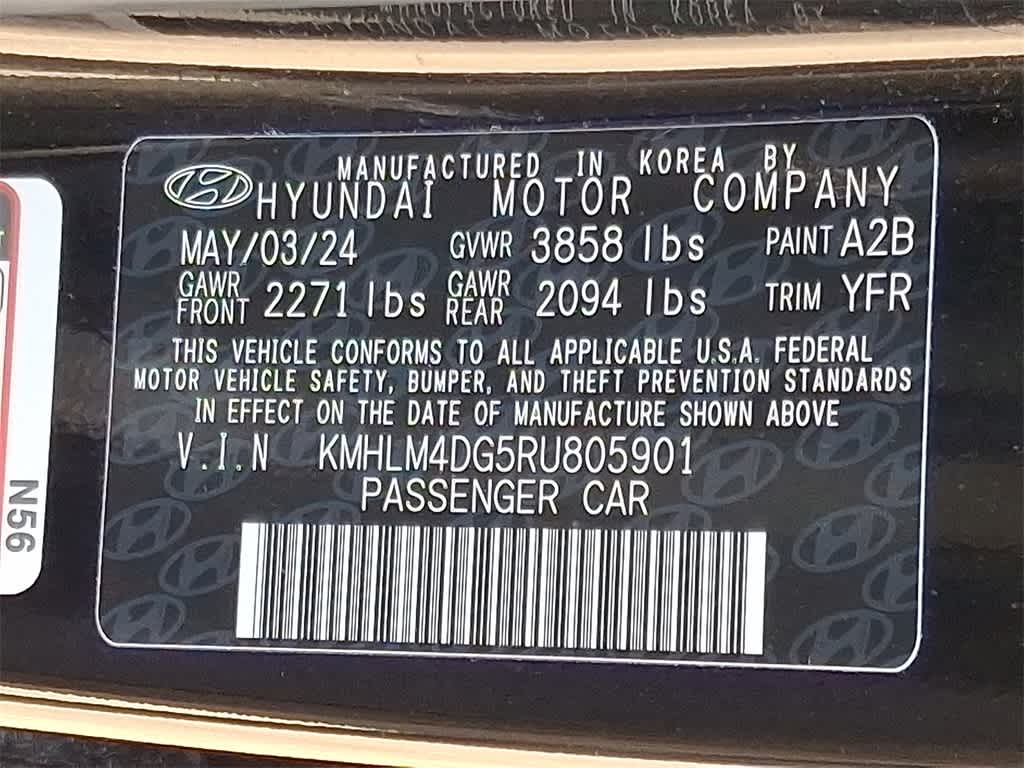 MANUFACTURED IN KOREA BY
HYUNDAI MOTOR COMPANY
MAY/03/24 GVWR 3858 lbs PAINT A2B
GAWR FRONT 2271 lbs GAWR REAR 2094 lbs TRIM YFR
THIS VEHICLE CONFORMS TO ALL APPLICABLE U.S.A. FEDERAL
MOTOR VEHICLE SAFETY, BUMPER, AND THEFT PREVENTION STANDARDS
IN EFFECT ON THE DATE OF MANUFACTURE SHOWN ABOVE
V.I.N KMHLM4DG5RU805901
PASSENGER CAR
N56